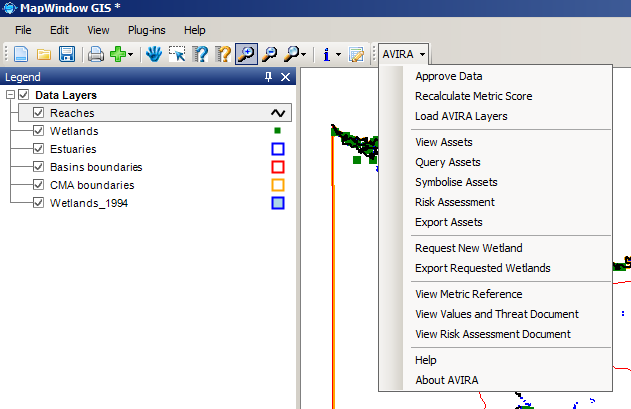 MapWindow GIS *
File Edit View Plug-ins Help
AVIRA
Legend
Data Layers
Reaches
Wetlands
Estuaries
Basins boundaries
CMA boundaries
Wetlands_1994
Approve Data
Recalculate Metric Score
Load AVIRA Layers
View Assets
Query Assets
Symbolise Assets
Risk Assessment
Export Assets
Request New Wetland
Export Requested Wetlands
View Metric Reference
View Values and Threat Document
View Risk Assessment Document
Help
About AVIRA